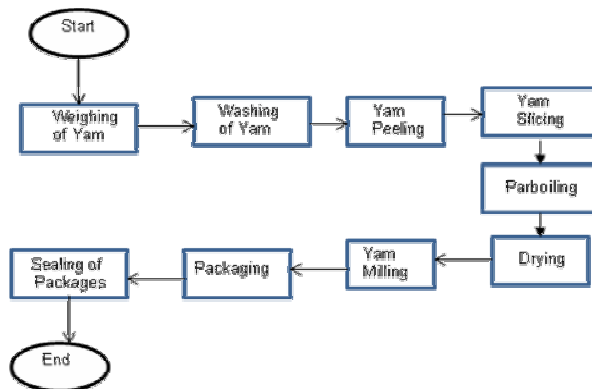 Start
Weighing
of Yam
Washing
of Yam
Yam
Peeling
Yam
Slicing
Parboiling
Drying
Yam
Milling
Packaging
Sealing of
Packages
End